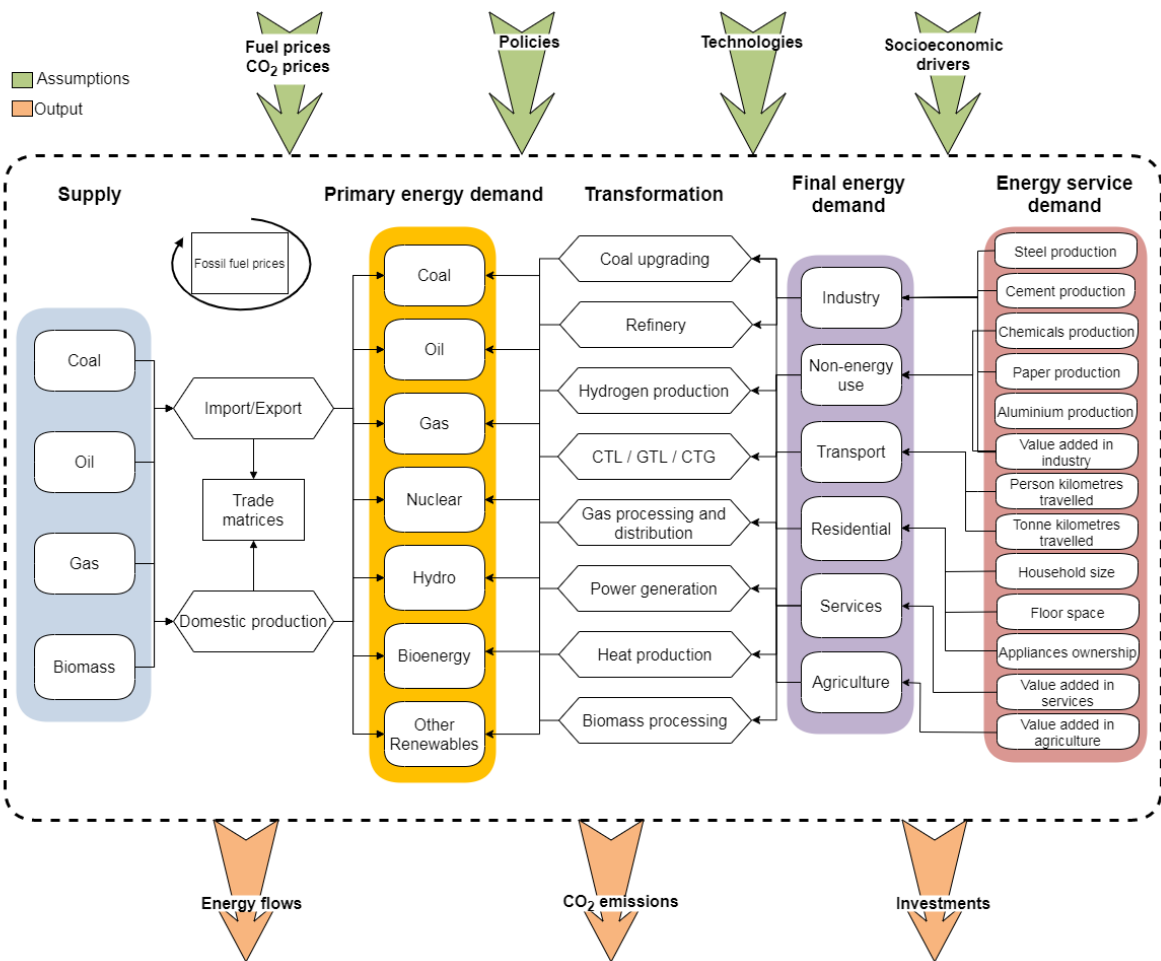 Fuel prices
CO2 prices
Policies
Technologies
Socioeconomic
drivers
Assumptions
Output
Supply
Primary energy demand
Transformation
Final energy
demand
Energy service
demand
Fossil fuel prices
Coal
Oil
Gas
Biomass
Import/Export
Trade
matrices
Domestic production
Coal
Oil
Gas
Nuclear
Hydro
Bioenergy
Other
Renewables
Coal upgrading
Refinery
Hydrogen production
CTL / GTL / CTG
Gas processing and
distribution
Power generation
Heat production
Biomass processing
Industry
Non-energy
use
Transport
Residential
Services
Agriculture
Steel production
Cement production
Chemicals production
Paper production
Aluminium production
Value added in
industry
Person kilometres
travelled
Tonne kilometres
travelled
Household size
Floor space
Appliances ownership
Value added in
services
Value added in
agriculture
Energy flows
CO2 emissions
Investments